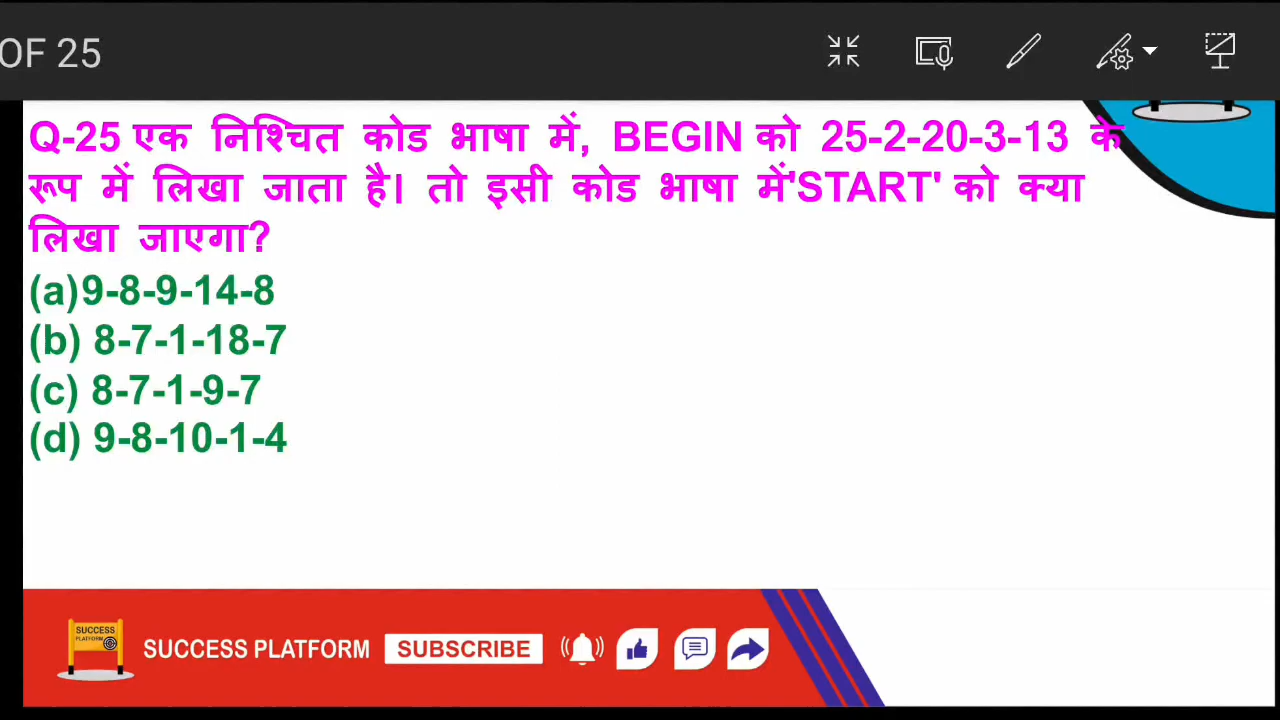 OF 25
Q-25 एक निश्चित कोड भाषा में, BEGIN को 25-2-20-3-13 के
रूप में लिखा जाता है। तो इसी कोड भाषा में'START' को क्या
लिखा जाएगा?
(a)9-8-9-14-8
(b) 8-7-1-18-7
(c) 8-7-1-9-7
(d) 9-8-10-1-4
SUCCESS
PLATFORM
SUCCESS PLATFORM
SUBSCRIBE